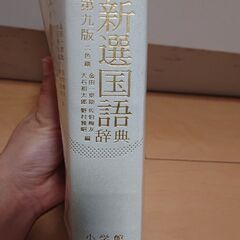 新選国語辞典
第九版 二色刷
金田一京助 佐伯梅友
大石初太郎 野村雅昭 編
小学館